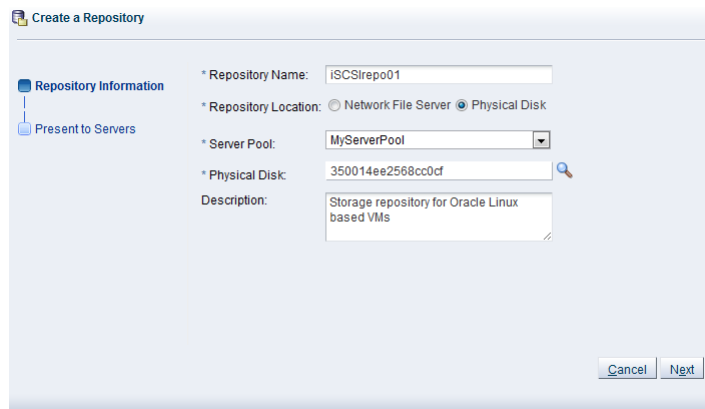 Create a Repository
Repository Information
Present to Servers
* Repository Name: iSCSIrepo01
* Repository Location: Network File Server Physical Disk
* Server Pool: MyServerPool
* Physical Disk: 350014ee2568cc0cf
Description: Storage repository for Oracle Linux
based VMs
Cancel Next